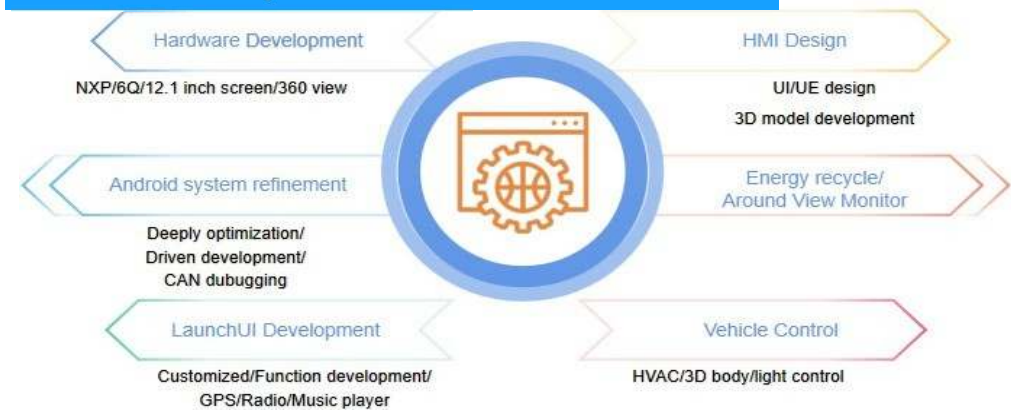 Hardware Development
NXP/6Q/12.1 inch screen/360 view
HMI Design
UI/UE design
3D model development
Android system refinement
Deeply optimization/
Driven development/
CAN dubugging
Energy recycle/
Around View Monitor
LaunchUI Development
Customized/Function development/
GPS/Radio/Music player
Vehicle Control
HVAC/3D body/light control